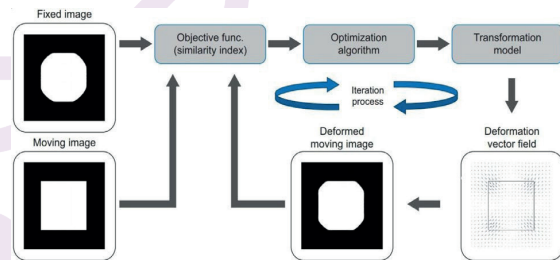 Fixed image
Objective func.
(similarity index)
Optimization
algorithm
Transformation
model
Iteration
process
Moving image
Deformed
moving image
Deformation
vector field